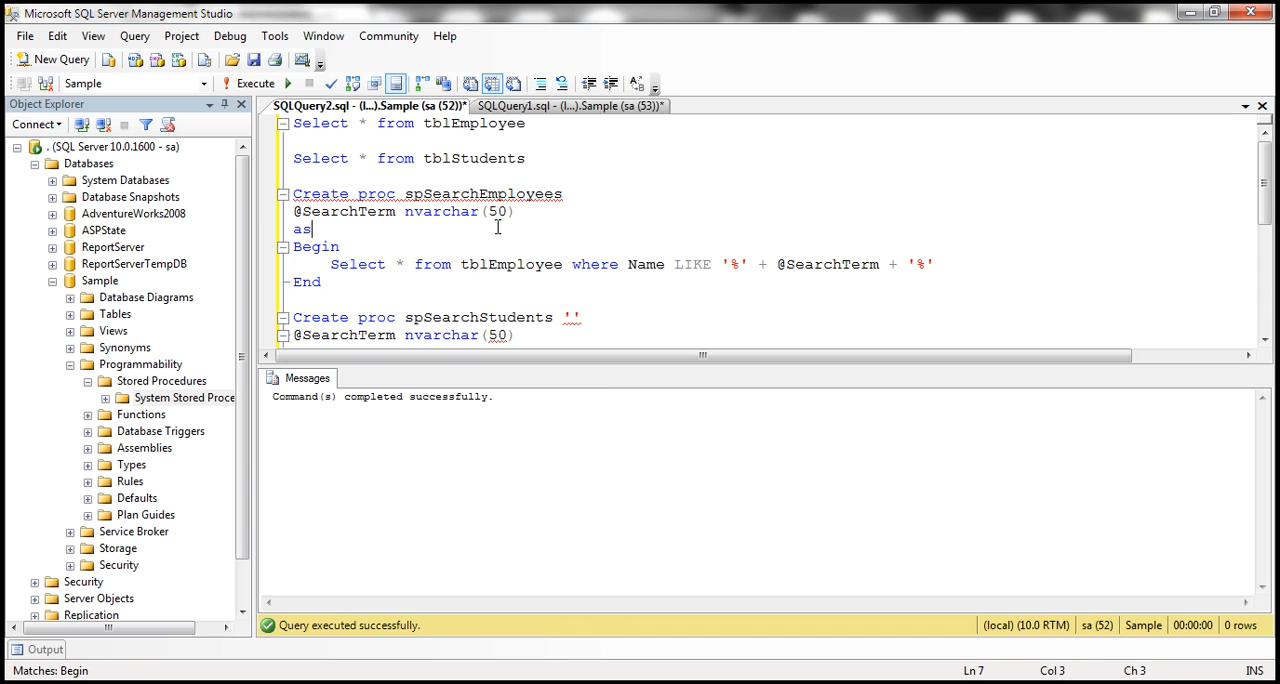 Microsoft SQL Server Management Studio
File Edit View Query Project Debug Tools Window Community Help
New Query
Sample Execute
Object Explorer
SQLQuery2.sql - (l...).Sample (sa (52))* SQLQuery1.sql - (l...).Sample (sa (53))*
Connect
. (SQL Server 10.0.1600 - sa)
Databases
System Databases
Database Snapshots
AdventureWorks2008
ASPState
ReportServer
ReportServerTempDB
Sample
Database Diagrams
Tables
Views
Synonyms
Programmability
Stored Procedures
System Stored Proce
Functions
Database Triggers
Assemblies
Types
Rules
Defaults
Plan Guides
Service Broker
Storage
Security
Security
Server Objects
Replication
Select * from tblEmployee
Select * from tblStudents
Create proc spSearchEmployees
@SearchTerm nvarchar(50)
as
Begin
Select * from tblEmployee where Name LIKE '%' + @SearchTerm + '%'
End
Create proc spSearchStudents ''
@SearchTerm nvarchar(50)
Messages
Command(s) completed successfully.
Query executed successfully. (local) (10.0 RTM) sa (52) Sample 00:00:00 0 rows
Output
Matches: Begin Ln 7 Col 3 Ch 3 INS